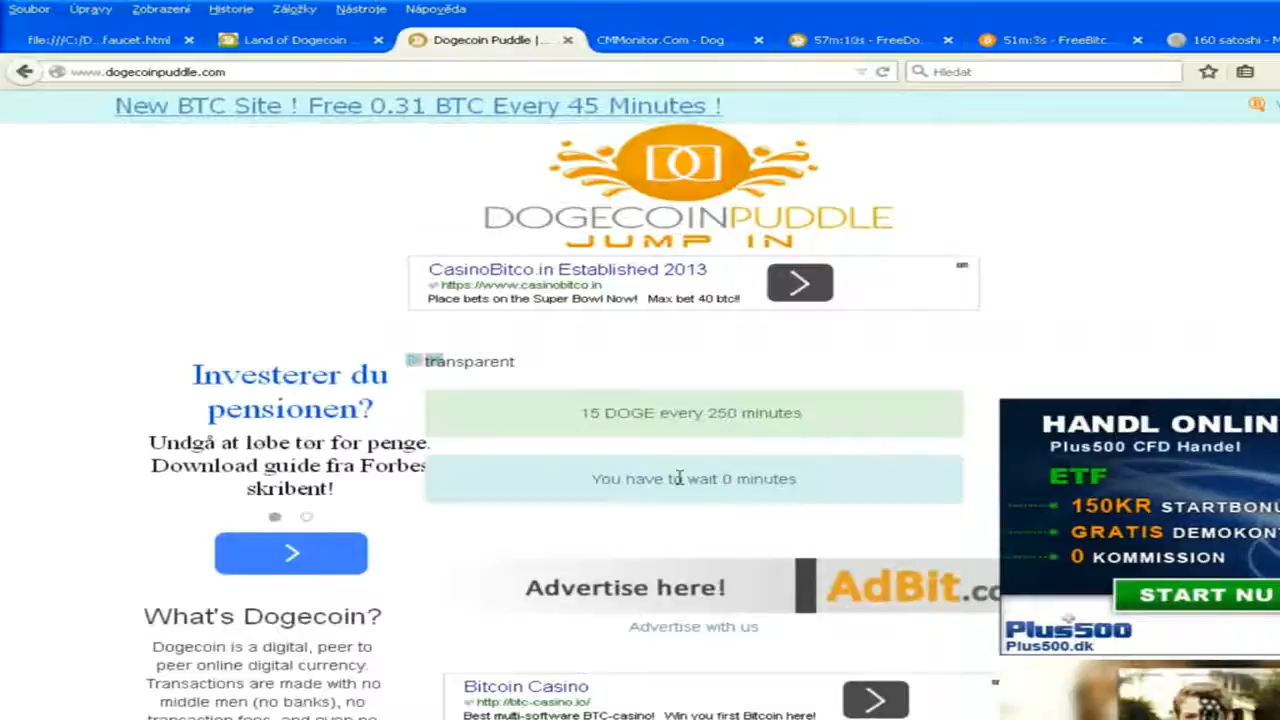 Soubor Úpravy Zobrazení Historie Záložky Nástroje Nápověda
file:///C:/D...faucet.html × Land of Dogecoin ... × Dogecoin Puddle |... × CMMonitor.Com - Dog × 57m:10s - FreeDo... × 51m:3s - FreeBitc... × 160 satoshi - M
www.dogecoinpuddle.com Hledat
New BTC Site ! Free 0.31 BTC Every 45 Minutes !
DOGECOINPUDDLE
JUMP IN
CasinoBitco.in Established 2013
https://www.casinobitco.in
Place bets on the Super Bowl Now! Max bet 40 btc!!
transparent
Investerer du
pensionen?
Undgå at løbe tør for penge.
Download guide fra Forbes
skribent!
15 DOGE every 250 minutes
You have to wait 0 minutes
HANDL ONLIN
Plus500 CFD Handel
ETF
150KR STARTBONU
GRATIS DEMOKON
0 KOMMISSION
START NU
Plus500
Plus500.dk
Advertise here! AdBit.co
Advertise with us
What's Dogecoin?
Dogecoin is a digital, peer to
peer online digital currency.
Transactions are made with no
middle men (no banks), no
transaction fees, and even no
Bitcoin Casino
http://btc-casino.io/
Best multi-software BTC-casino! Win you first Bitcoin here!